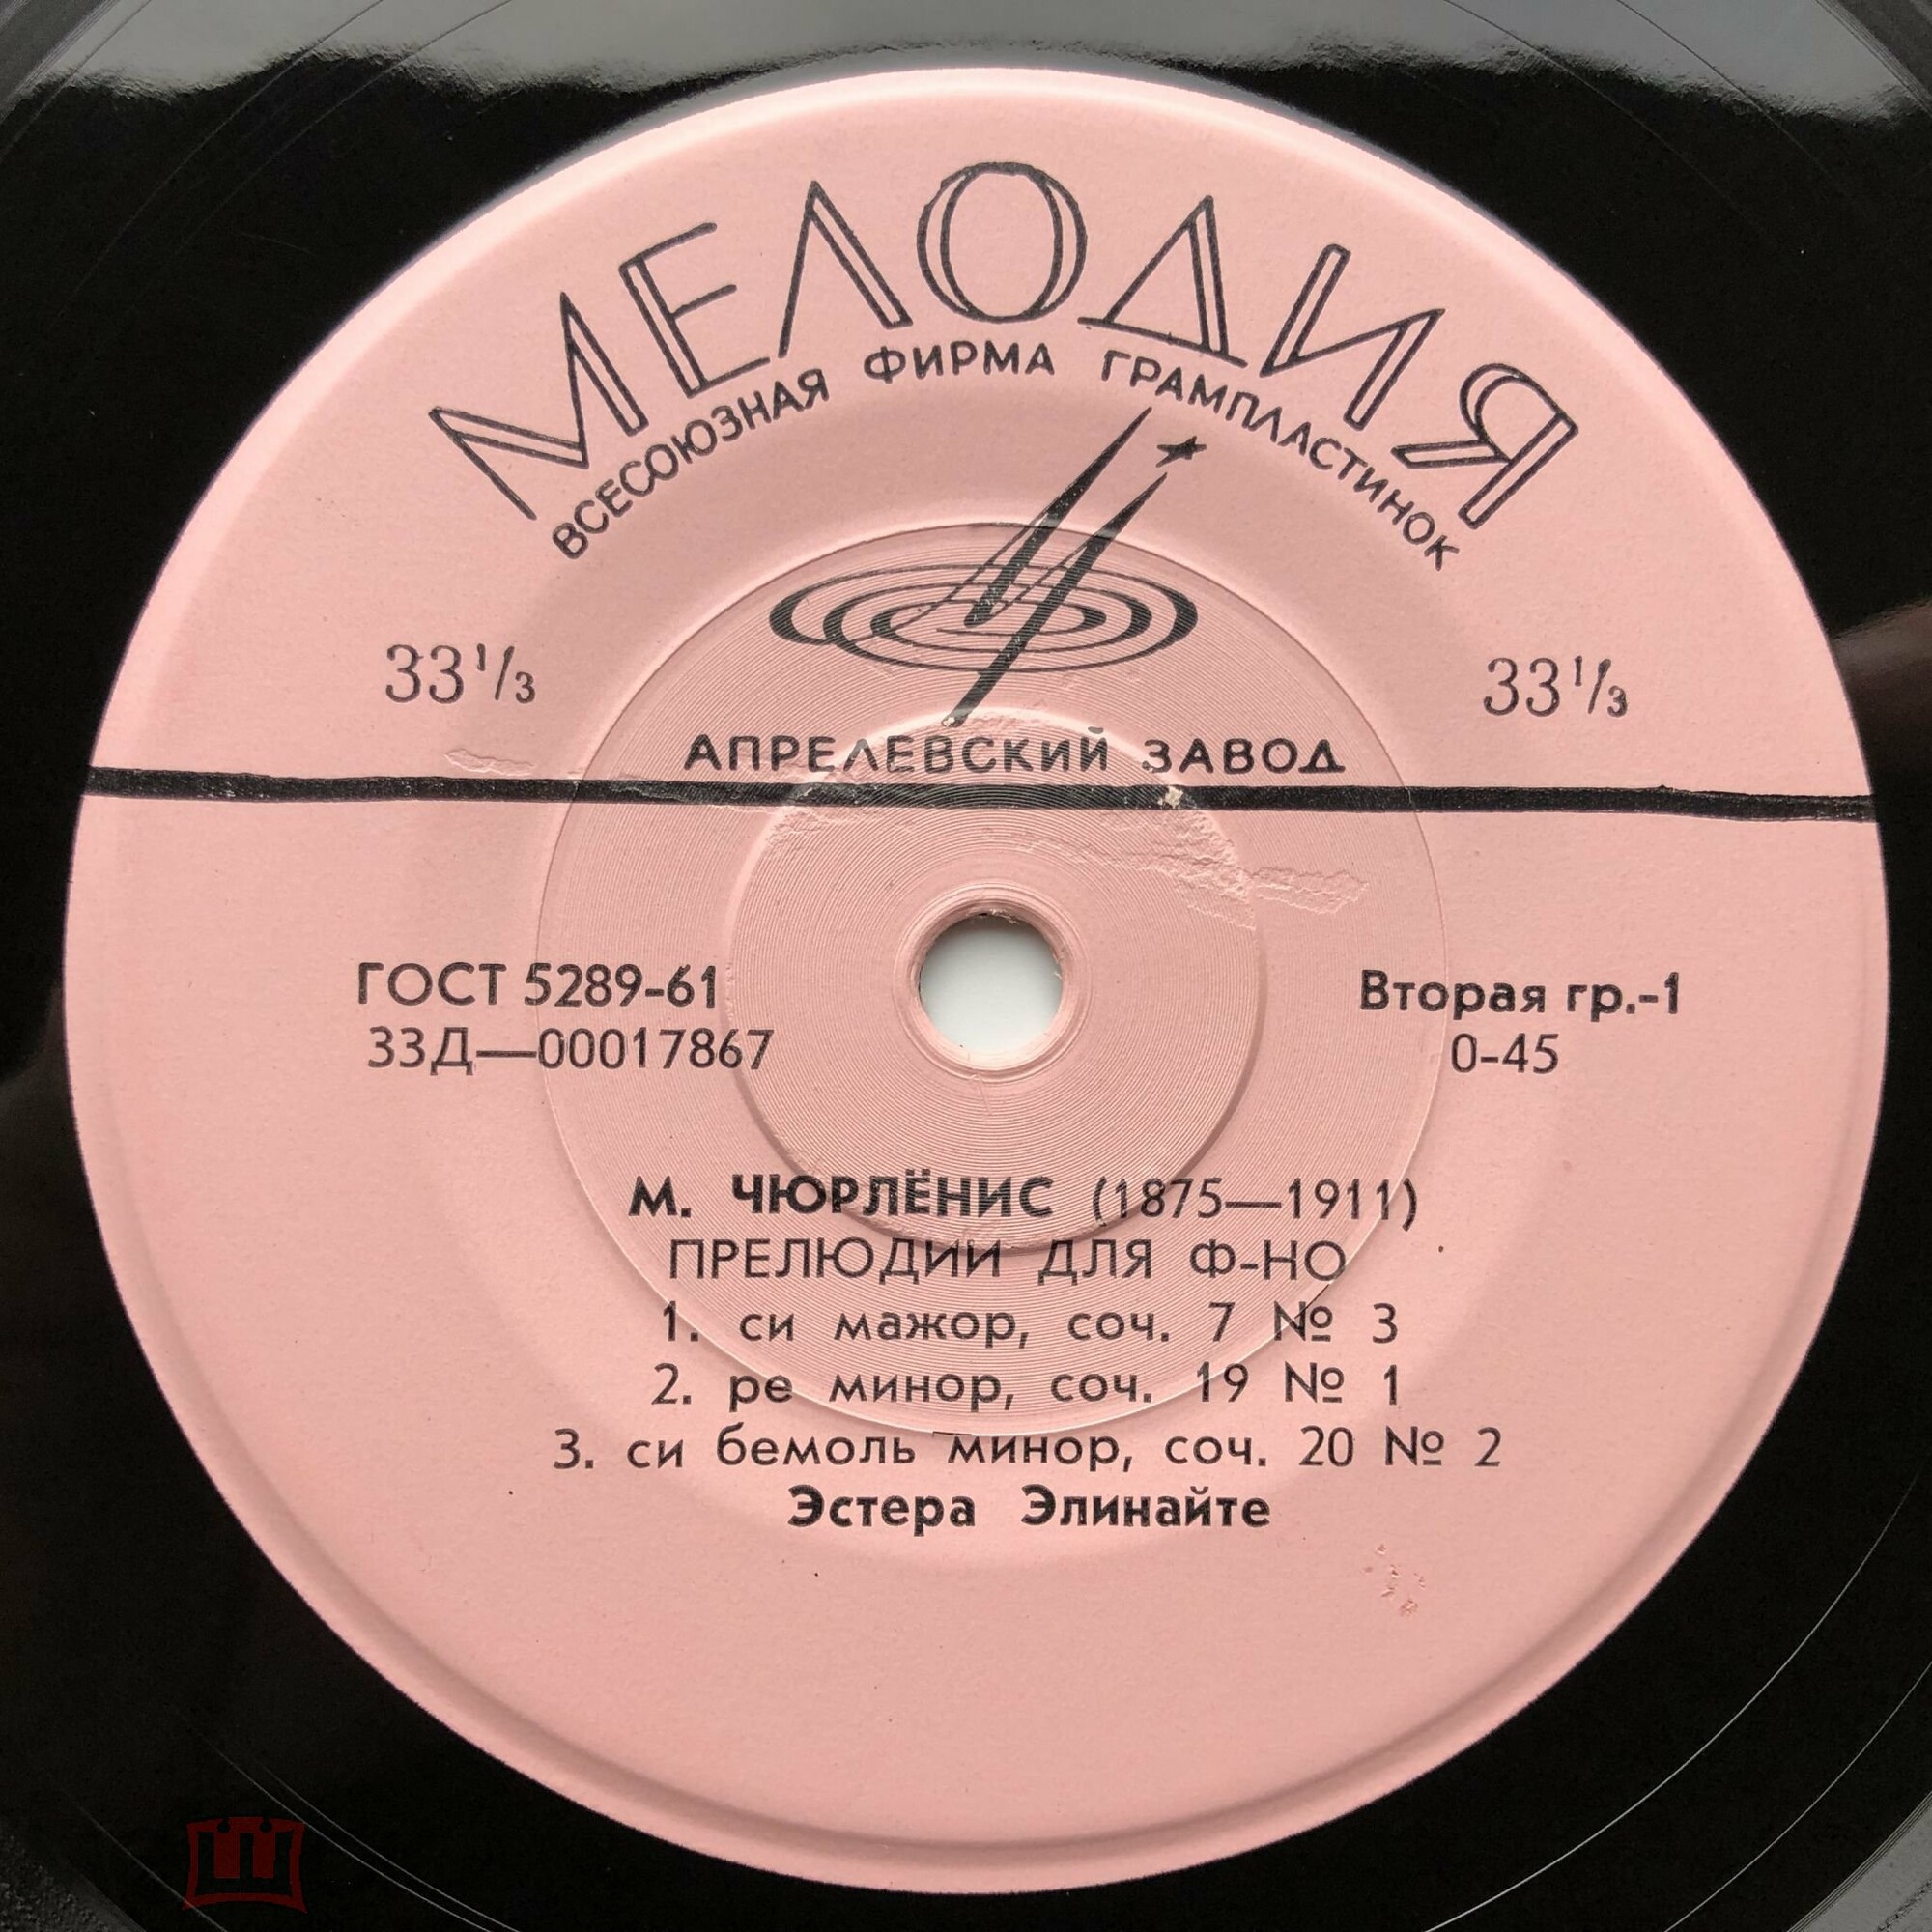 МЕЛОДИЯ
ВСЕСОЮЗНАЯ ФИРМА ГРАМПЛАСТИНОК
33 1/3
33 1/3
АПРЕЛЕВСКИЙ ЗАВОД
ГОСТ 5289-61
33Д—00017867
Вторая гр.-1
0-45
М. ЧЮРЛЁНИС (1875—1911)
ПРЕЛЮДИИ ДЛЯ Ф-НО
1. си мажор, соч. 7 № 3
2. ре минор, соч. 19 № 1
3. си бемоль минор, соч. 20 № 2
Эстера Элинайте